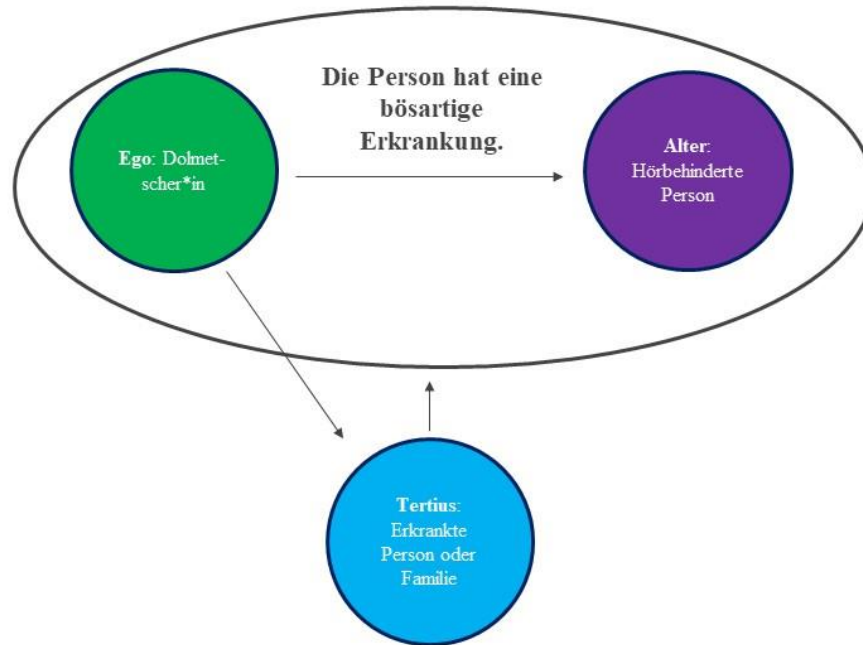 Die Person hat eine
bösartige
Erkrankung.
Ego: Dolmet-
scher*in
Alter:
Hörbehinderte
Person
Tertius:
Erkrankte
Person oder
Familie